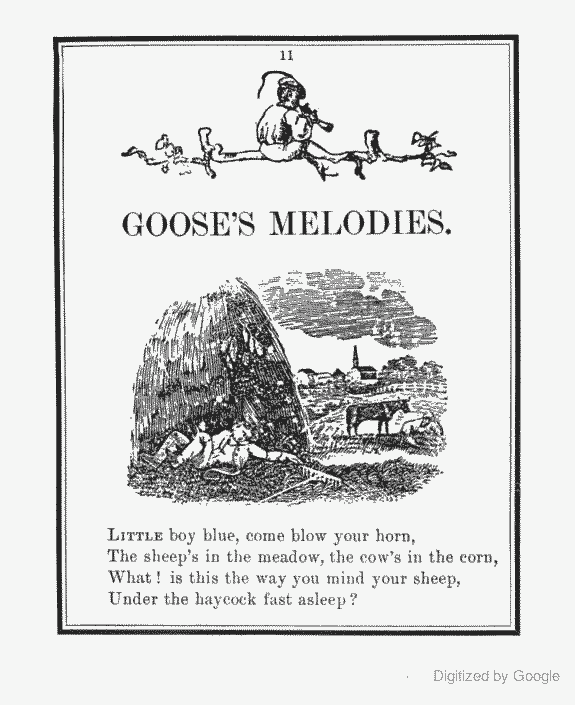 11
GOOSE'S MELODIES.
LITTLE boy blue, come blow your horn,
The sheep's in the meadow, the cow's in the corn,
What! is this the way you mind your sheep,
Under the haycock fast asleep?
Digitized by Google